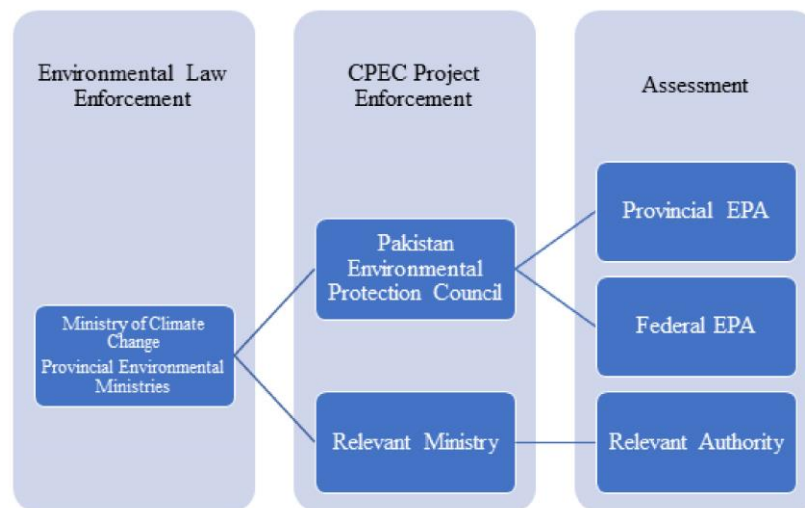 Environmental Law
Enforcement
CPEC Project
Enforcement
Assessment
Ministry of Climate
Change
Provincial Environmental
Ministries
Pakistan
Environmental
Protection Council
Relevant Ministry
Provincial EPA
Federal EPA
Relevant Authority